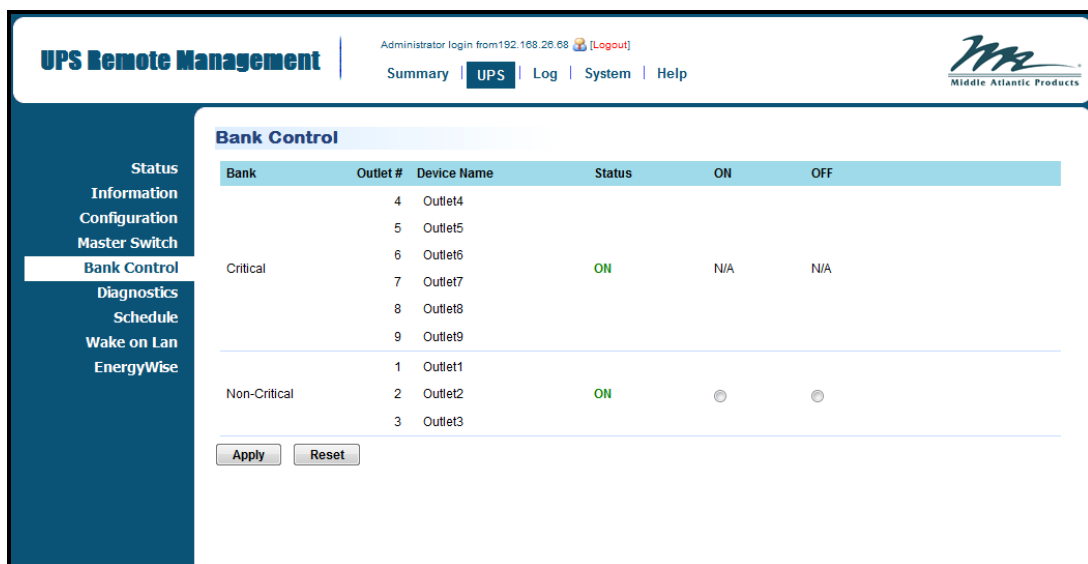 UPS Remote Management
Administrator login from192.168.26.68 [Logout]
Summary | UPS | Log | System | Help
Middle Atlantic Products
Status
Information
Configuration
Master Switch
Bank Control
Diagnostics
Schedule
Wake on Lan
EnergyWise
Bank Control
Bank Outlet # Device Name Status ON OFF
4 Outlet4
5 Outlet5
6 Outlet6
Critical ON N/A N/A
7 Outlet7
8 Outlet8
9 Outlet9
1 Outlet1
Non-Critical 2 Outlet2 ON
3 Outlet3
Apply Reset